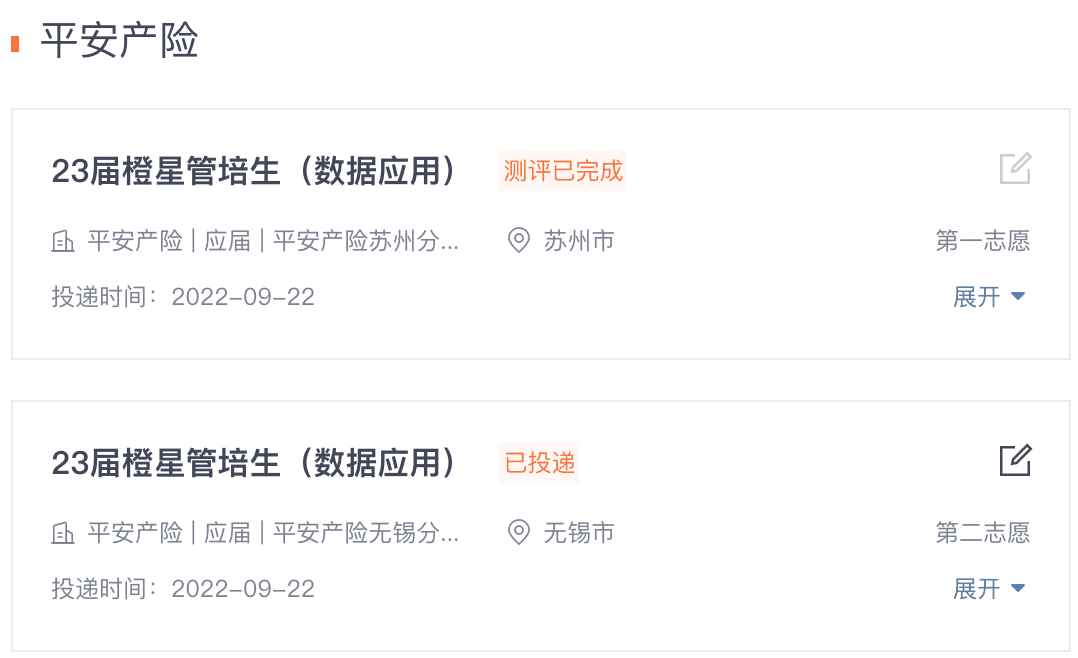 平安产险
23届橙星管培生（数据应用） 测评已完成
平安产险 | 应届 | 平安产险苏州分... 苏州市 第一志愿
投递时间：2022-09-22 展开
23届橙星管培生（数据应用） 已投递
平安产险 | 应届 | 平安产险无锡分... 无锡市 第二志愿
投递时间：2022-09-22 展开